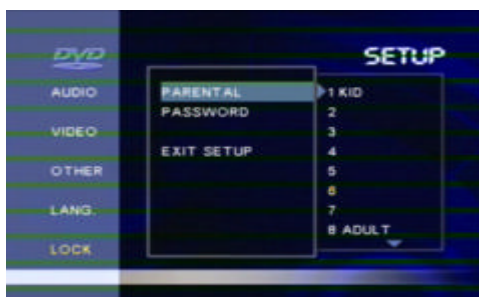 DVD
SETUP
AUDIO
VIDEO
OTHER
LANG.
LOCK
PARENTAL
PASSWORD
EXIT SETUP
1 KID
2
3
4
5
6
7
8 ADULT